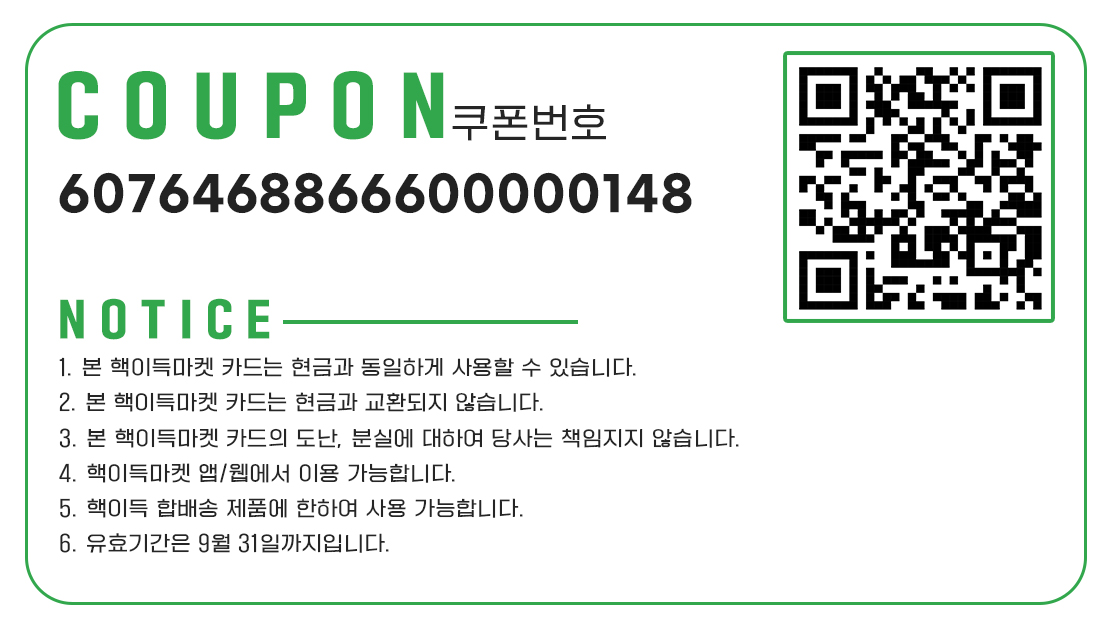 COUPON쿠폰번호
6076468866600000148
NOTICE
1. 본 핵이득마켓 카드는 현금과 동일하게 사용할 수 있습니다.
2. 본 핵이득마켓 카드는 현금과 교환되지 않습니다.
3. 본 핵이득마켓 카드의 도난, 분실에 대하여 당사는 책임지지 않습니다.
4. 핵이득마켓 앱/웹에서 이용 가능합니다.
5. 핵이득 합배송 제품에 한하여 사용 가능합니다.
6. 유효기간은 9월 31일까지입니다.